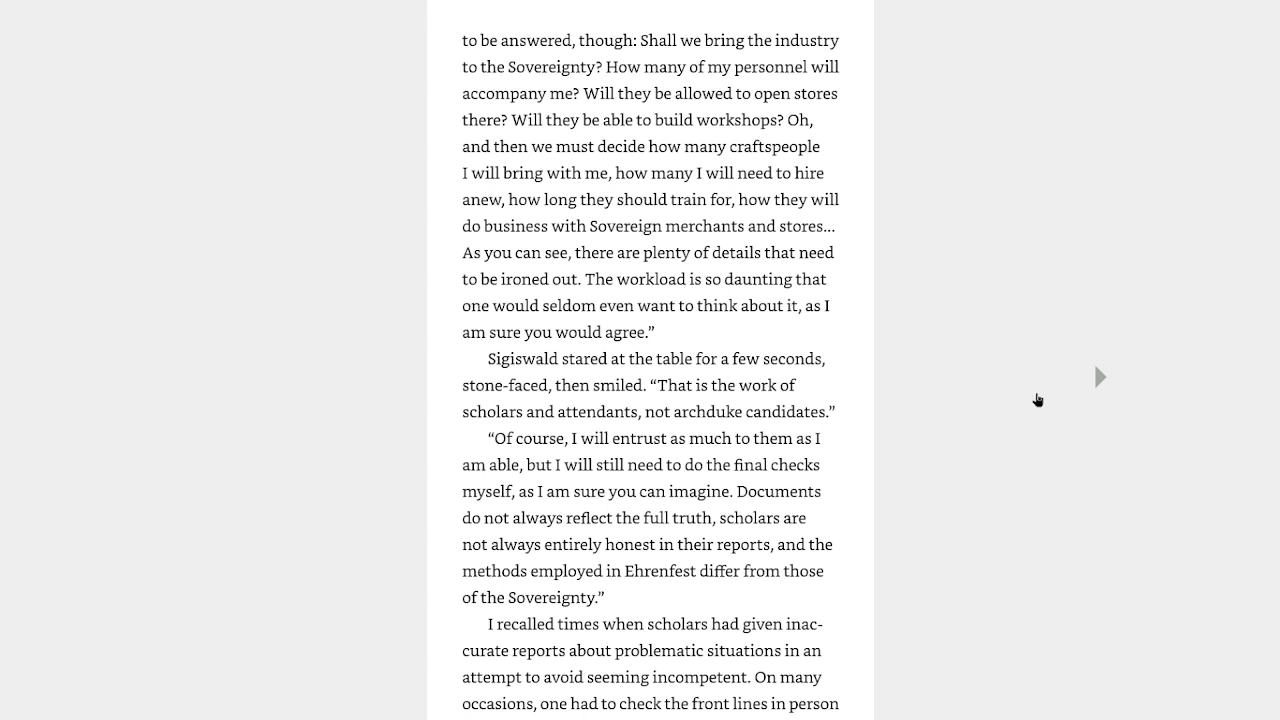 to be answered, though: Shall we bring the industry
to the Sovereignty? How many of my personnel will
accompany me? Will they be allowed to open stores
there? Will they be able to build workshops? Oh,
and then we must decide how many craftspeople
I will bring with me, how many I will need to hire
anew, how long they should train for, how they will
do business with Sovereign merchants and stores...
As you can see, there are plenty of details that need
to be ironed out. The workload is so daunting that
one would seldom even want to think about it, as I
am sure you would agree.”
Sigiswald stared at the table for a few seconds,
stone-faced, then smiled. “That is the work of
scholars and attendants, not archduke candidates.”
“Of course, I will entrust as much to them as I
am able, but I will still need to do the final checks
myself, as I am sure you can imagine. Documents
do not always reflect the full truth, scholars are
not always entirely honest in their reports, and the
methods employed in Ehrenfest differ from those
of the Sovereignty.”
I recalled times when scholars had given inac-
curate reports about problematic situations in an
attempt to avoid seeming incompetent. On many
occasions, one had to check the front lines in person